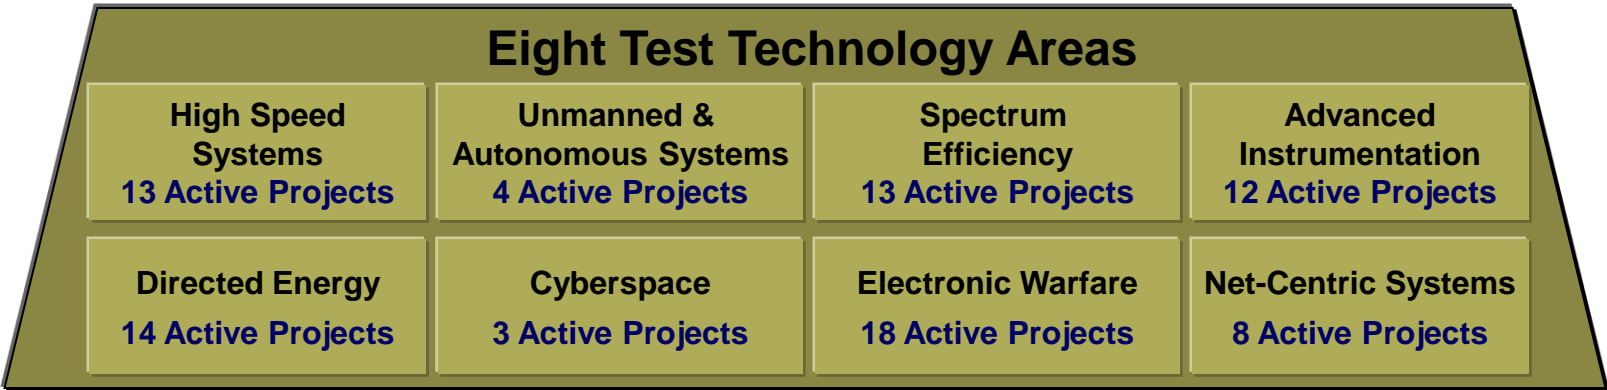 Eight Test Technology Areas
High Speed
Systems
13 Active Projects
Unmanned &
Autonomous Systems
4 Active Projects
Spectrum
Efficiency
13 Active Projects
Advanced
Instrumentation
12 Active Projects
Directed Energy
14 Active Projects
Cyberspace
3 Active Projects
Electronic Warfare
18 Active Projects
Net-Centric Systems
8 Active Projects